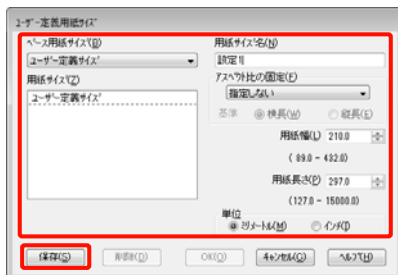 ユーザー定義用紙サイズ
ベース用紙サイズ(B)
ユーザー定義サイズ
用紙サイズ(Z)
ユーザー定義サイズ
用紙サイズ名(N)
設定1
アスペクト比の固定(F)
指定しない
基準 横長(W) 縦長(E)
用紙幅(L) 210.0
( 89.0 - 432.0)
用紙長さ(P) 297.0
(127.0 - 15000.0)
単位
ミリメートル(M) インチ(I)
保存(S) 削除(D) OK(O) キャンセル(C) ヘルプ(H)